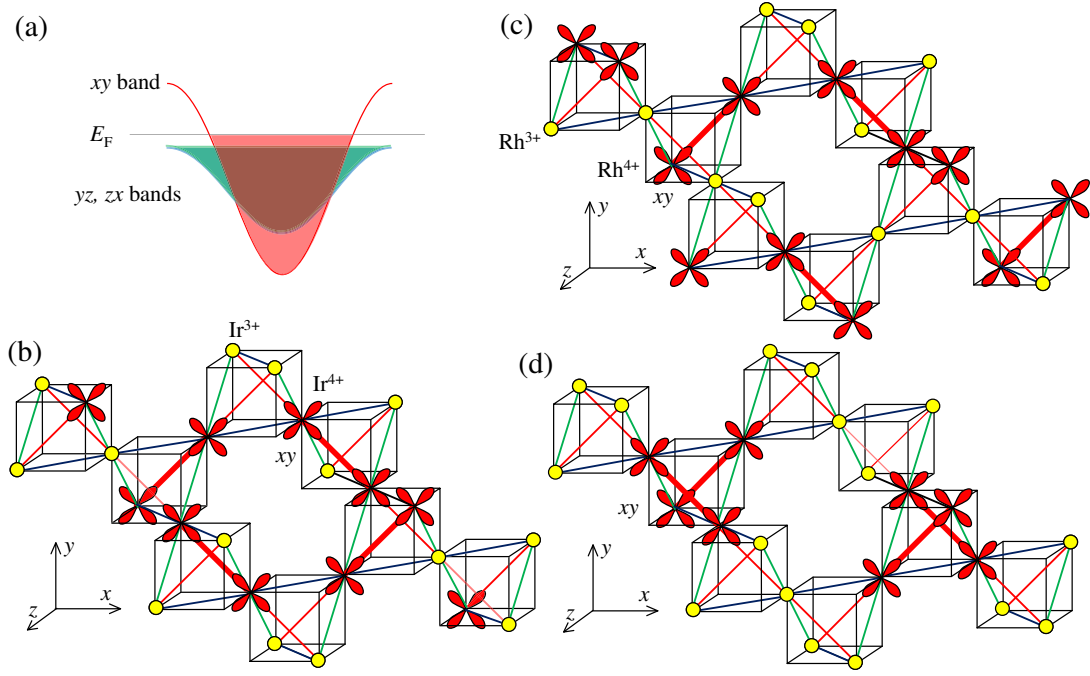 (a)
xy band
E_F
yz, zx bands
(c)
Rh³⁺
Rh⁴⁺
xy
y
x
z
(b)
Ir³⁺
Ir⁴⁺
xy
y
x
z
(d)
xy
y
x
z